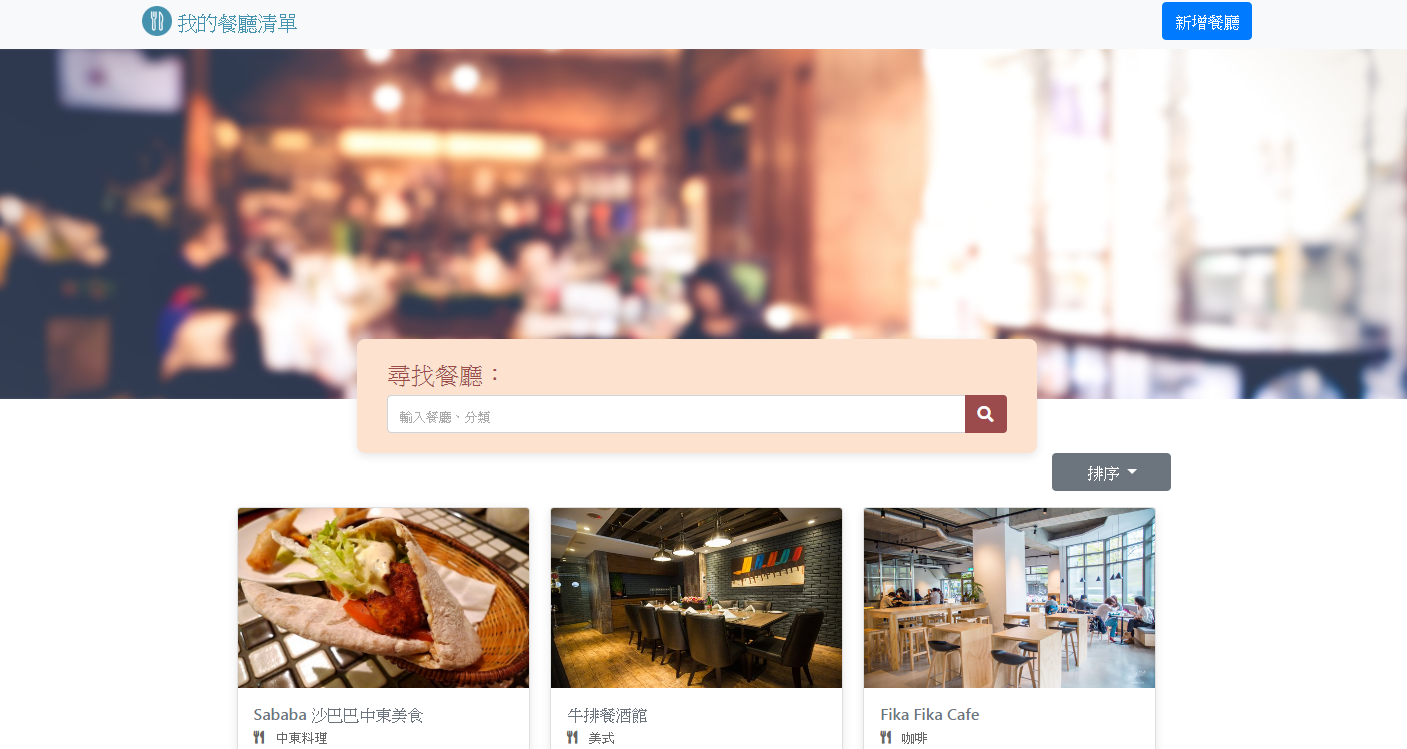 我的餐廳清單
新增餐廳
尋找餐廳：
輸入餐廳、分類
排序
Sababa 沙巴巴中東美食
中東料理
牛排餐酒館
美式
Fika Fika Cafe
咖啡